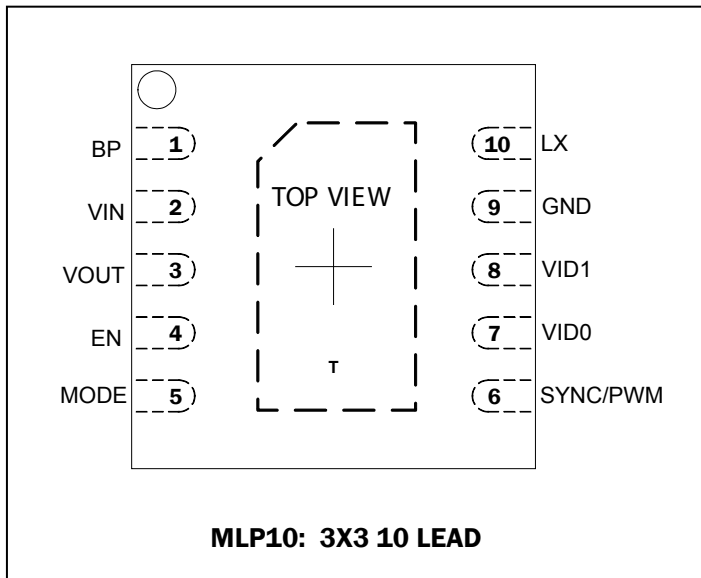 BP 1 10 LX
TOP VIEW
VIN 2 9 GND
VOUT 3 8 VID1
EN 4 7 VID0
T
MODE 5 6 SYNC/PWM
MLP10: 3X3 10 LEAD